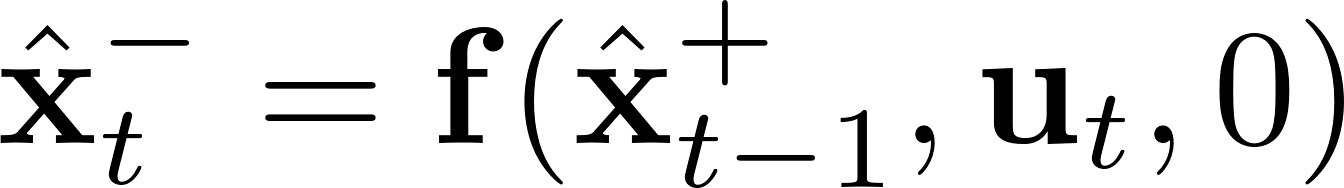 x̂ₜ⁻ = f(x̂ₜ₋₁⁺, uₜ, 0)